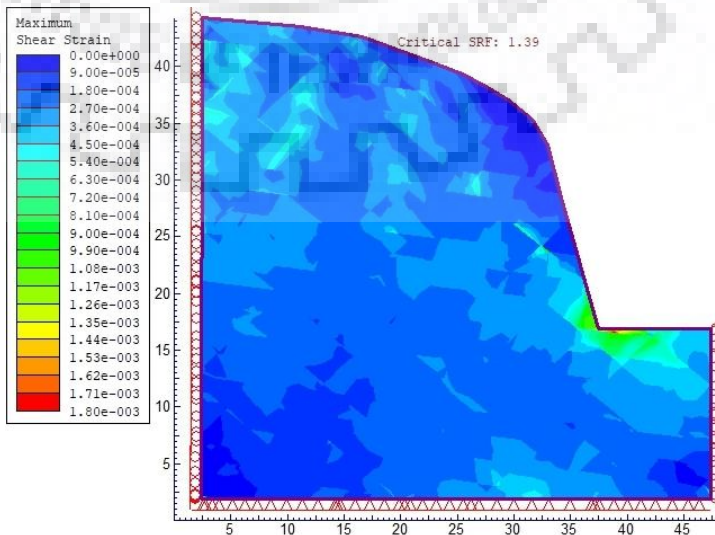 Maximum
Shear Strain
0.00e+000
9.00e-005
1.80e-004
2.70e-004
3.60e-004
4.50e-004
5.40e-004
6.30e-004
7.20e-004
8.10e-004
9.00e-004
9.90e-004
1.08e-003
1.17e-003
1.26e-003
1.35e-003
1.44e-003
1.53e-003
1.62e-003
1.71e-003
1.80e-003
Critical SRF: 1.39
40
35
30
25
20
15
10
5
5 10 15 20 25 30 35 40 45